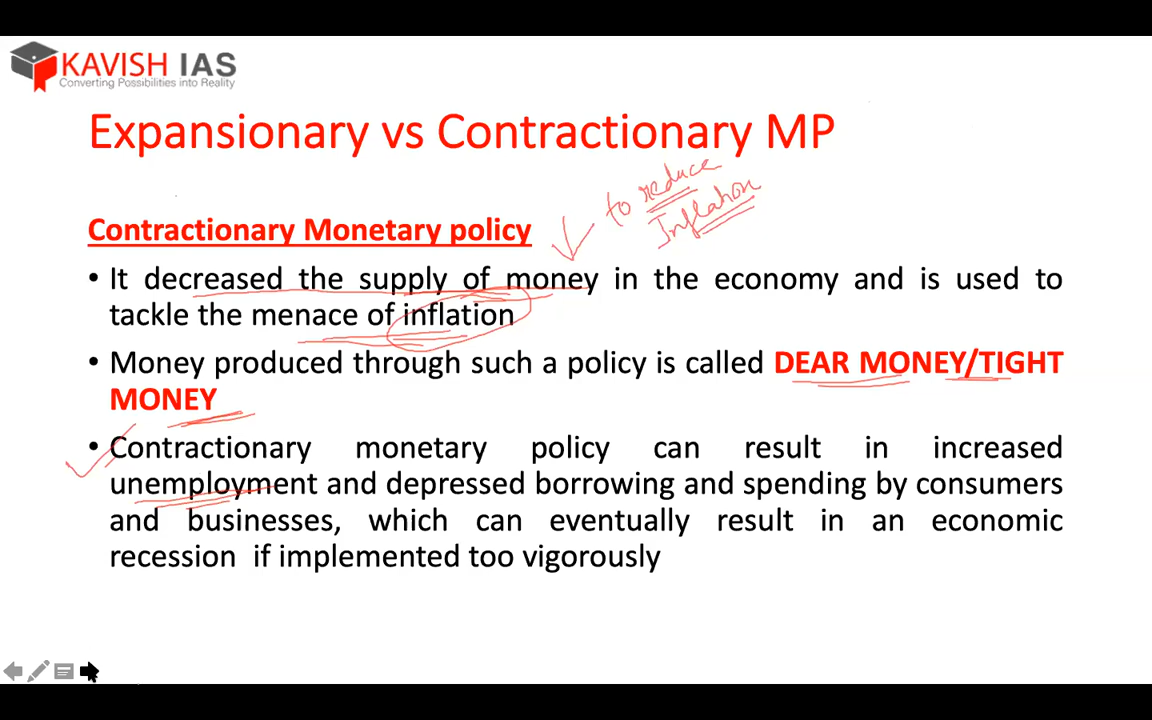 KAVISH IAS
Converting Possibilities into Reality
Expansionary vs Contractionary MP
to reduce
Inflation
Contractionary Monetary policy
• It decreased the supply of money in the economy and is used to
tackle the menace of inflation
• Money produced through such a policy is called DEAR MONEY/TIGHT
MONEY
• Contractionary monetary policy can result in increased
unemployment and depressed borrowing and spending by consumers
and businesses, which can eventually result in an economic
recession if implemented too vigorously